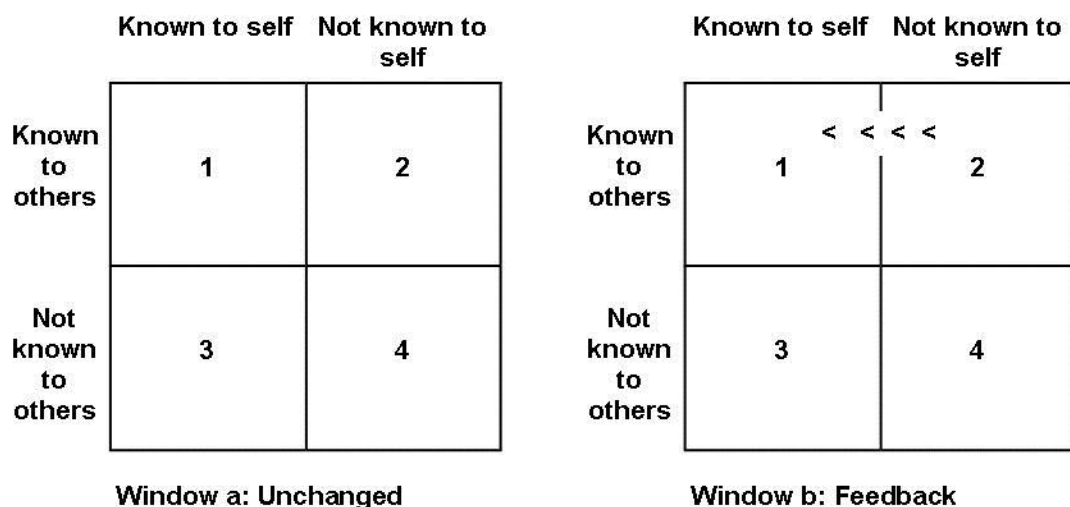 Known to self Not known to
self
Known
to
others
1 2
Not
known
to
others
3 4
Window a: Unchanged
Known to self Not known to
self
Known
to
others
< < < <
1 2
Not
known
to
others
3 4
Window b: Feedback